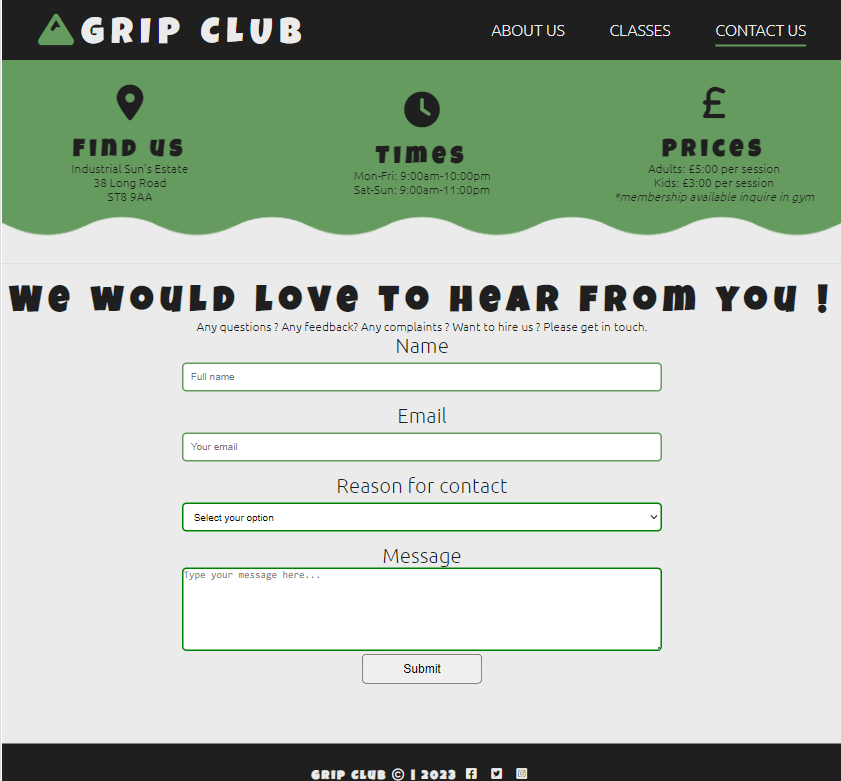 GRIP CLUB
ABOUT US
CLASSES
CONTACT US
Find us
Industrial Sun's Estate
38 Long Road
ST8 9AA
Times
Mon-Fri: 9:00am-10:00pm
Sat-Sun: 9:00am-11:00pm
£
Prices
Adults: £5:00 per session
Kids: £3:00 per session
*membership available inquire in gym
We would love to hear from you !
Any questions ? Any feedback? Any complaints ? Want to hire us ? Please get in touch.
Name
Full name
Email
Your email
Reason for contact
Select your option
Message
Type your message here...
Submit
GRIP CLUB © | 2023